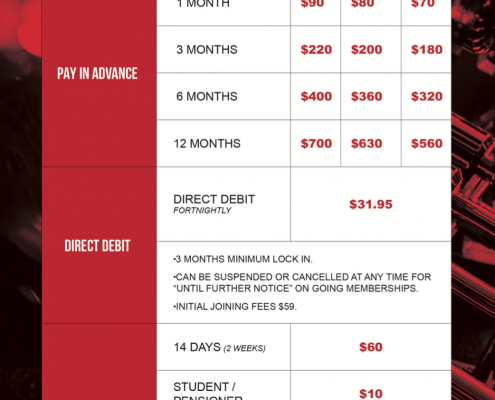 1 MONTH $90 $80 $70
PAY IN ADVANCE
3 MONTHS $220 $200 $180
6 MONTHS $400 $360 $320
12 MONTHS $700 $630 $560
DIRECT DEBIT
DIRECT DEBIT
FORTNIGHTLY
$31.95
•3 MONTHS MINIMUM LOCK IN.
•CAN BE SUSPENDED OR CANCELLED AT ANY TIME FOR
“UNTIL FURTHER NOTICE” ON GOING MEMBERSHIPS.
•INITIAL JOINING FEES $59.
14 DAYS (2 WEEKS) $60
STUDENT /
PENSIONER
$10